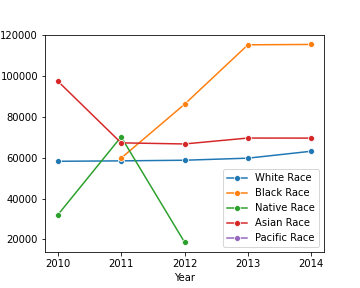 120000
100000
80000
60000
40000
20000
2010 2011 2012 2013 2014
Year
White Race
Black Race
Native Race
Asian Race
Pacific Race